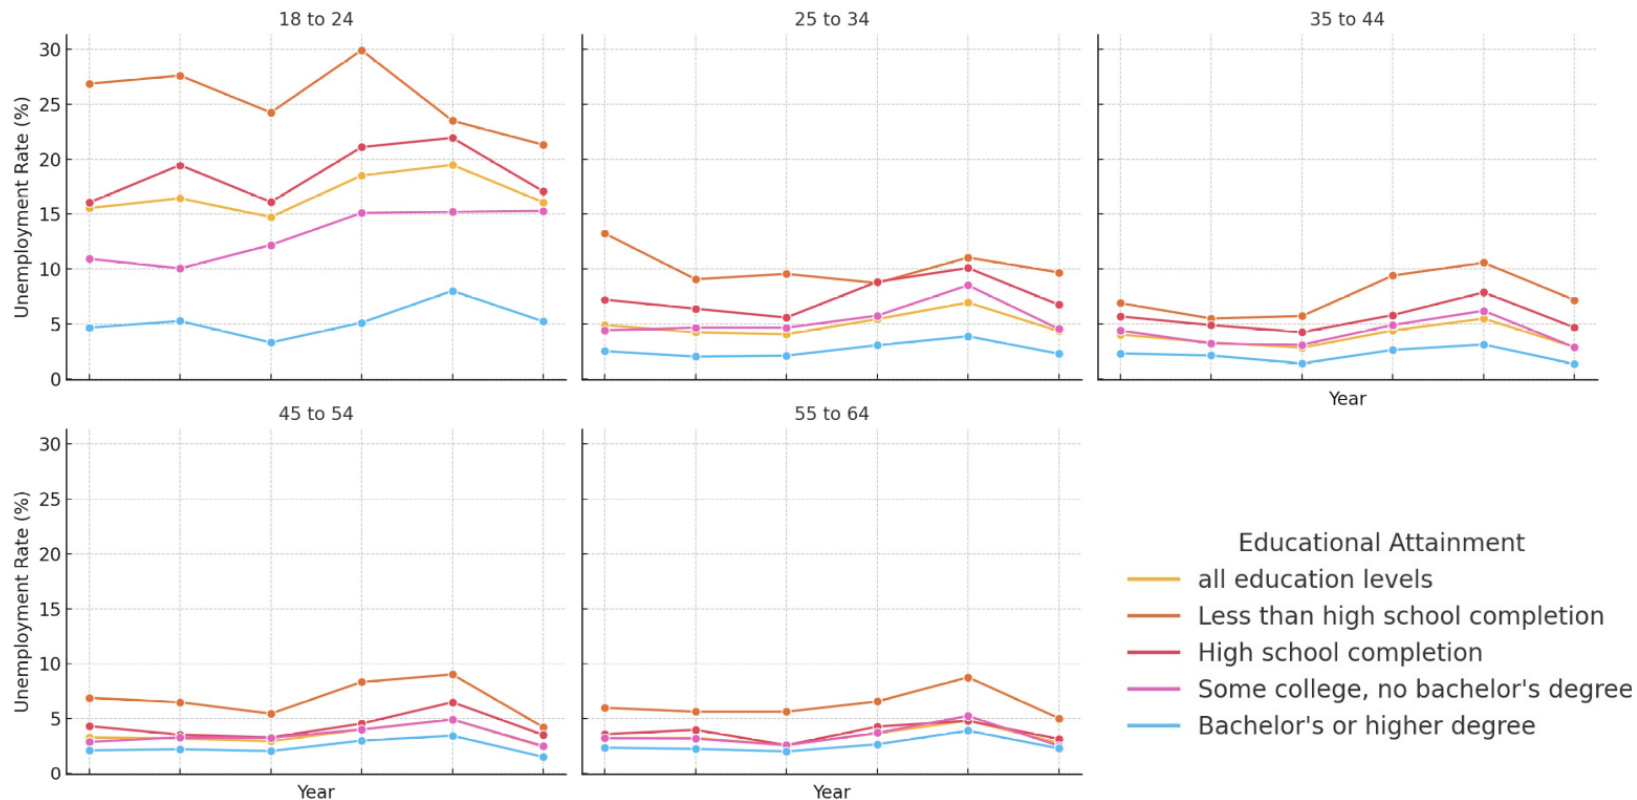 18 to 24
25 to 34
35 to 44
Unemployment Rate (%)
30
25
20
15
10
5
0
Year
45 to 54
55 to 64
Unemployment Rate (%)
30
25
20
15
10
5
0
Year
Year
Educational Attainment
all education levels
Less than high school completion
High school completion
Some college, no bachelor's degree
Bachelor's or higher degree